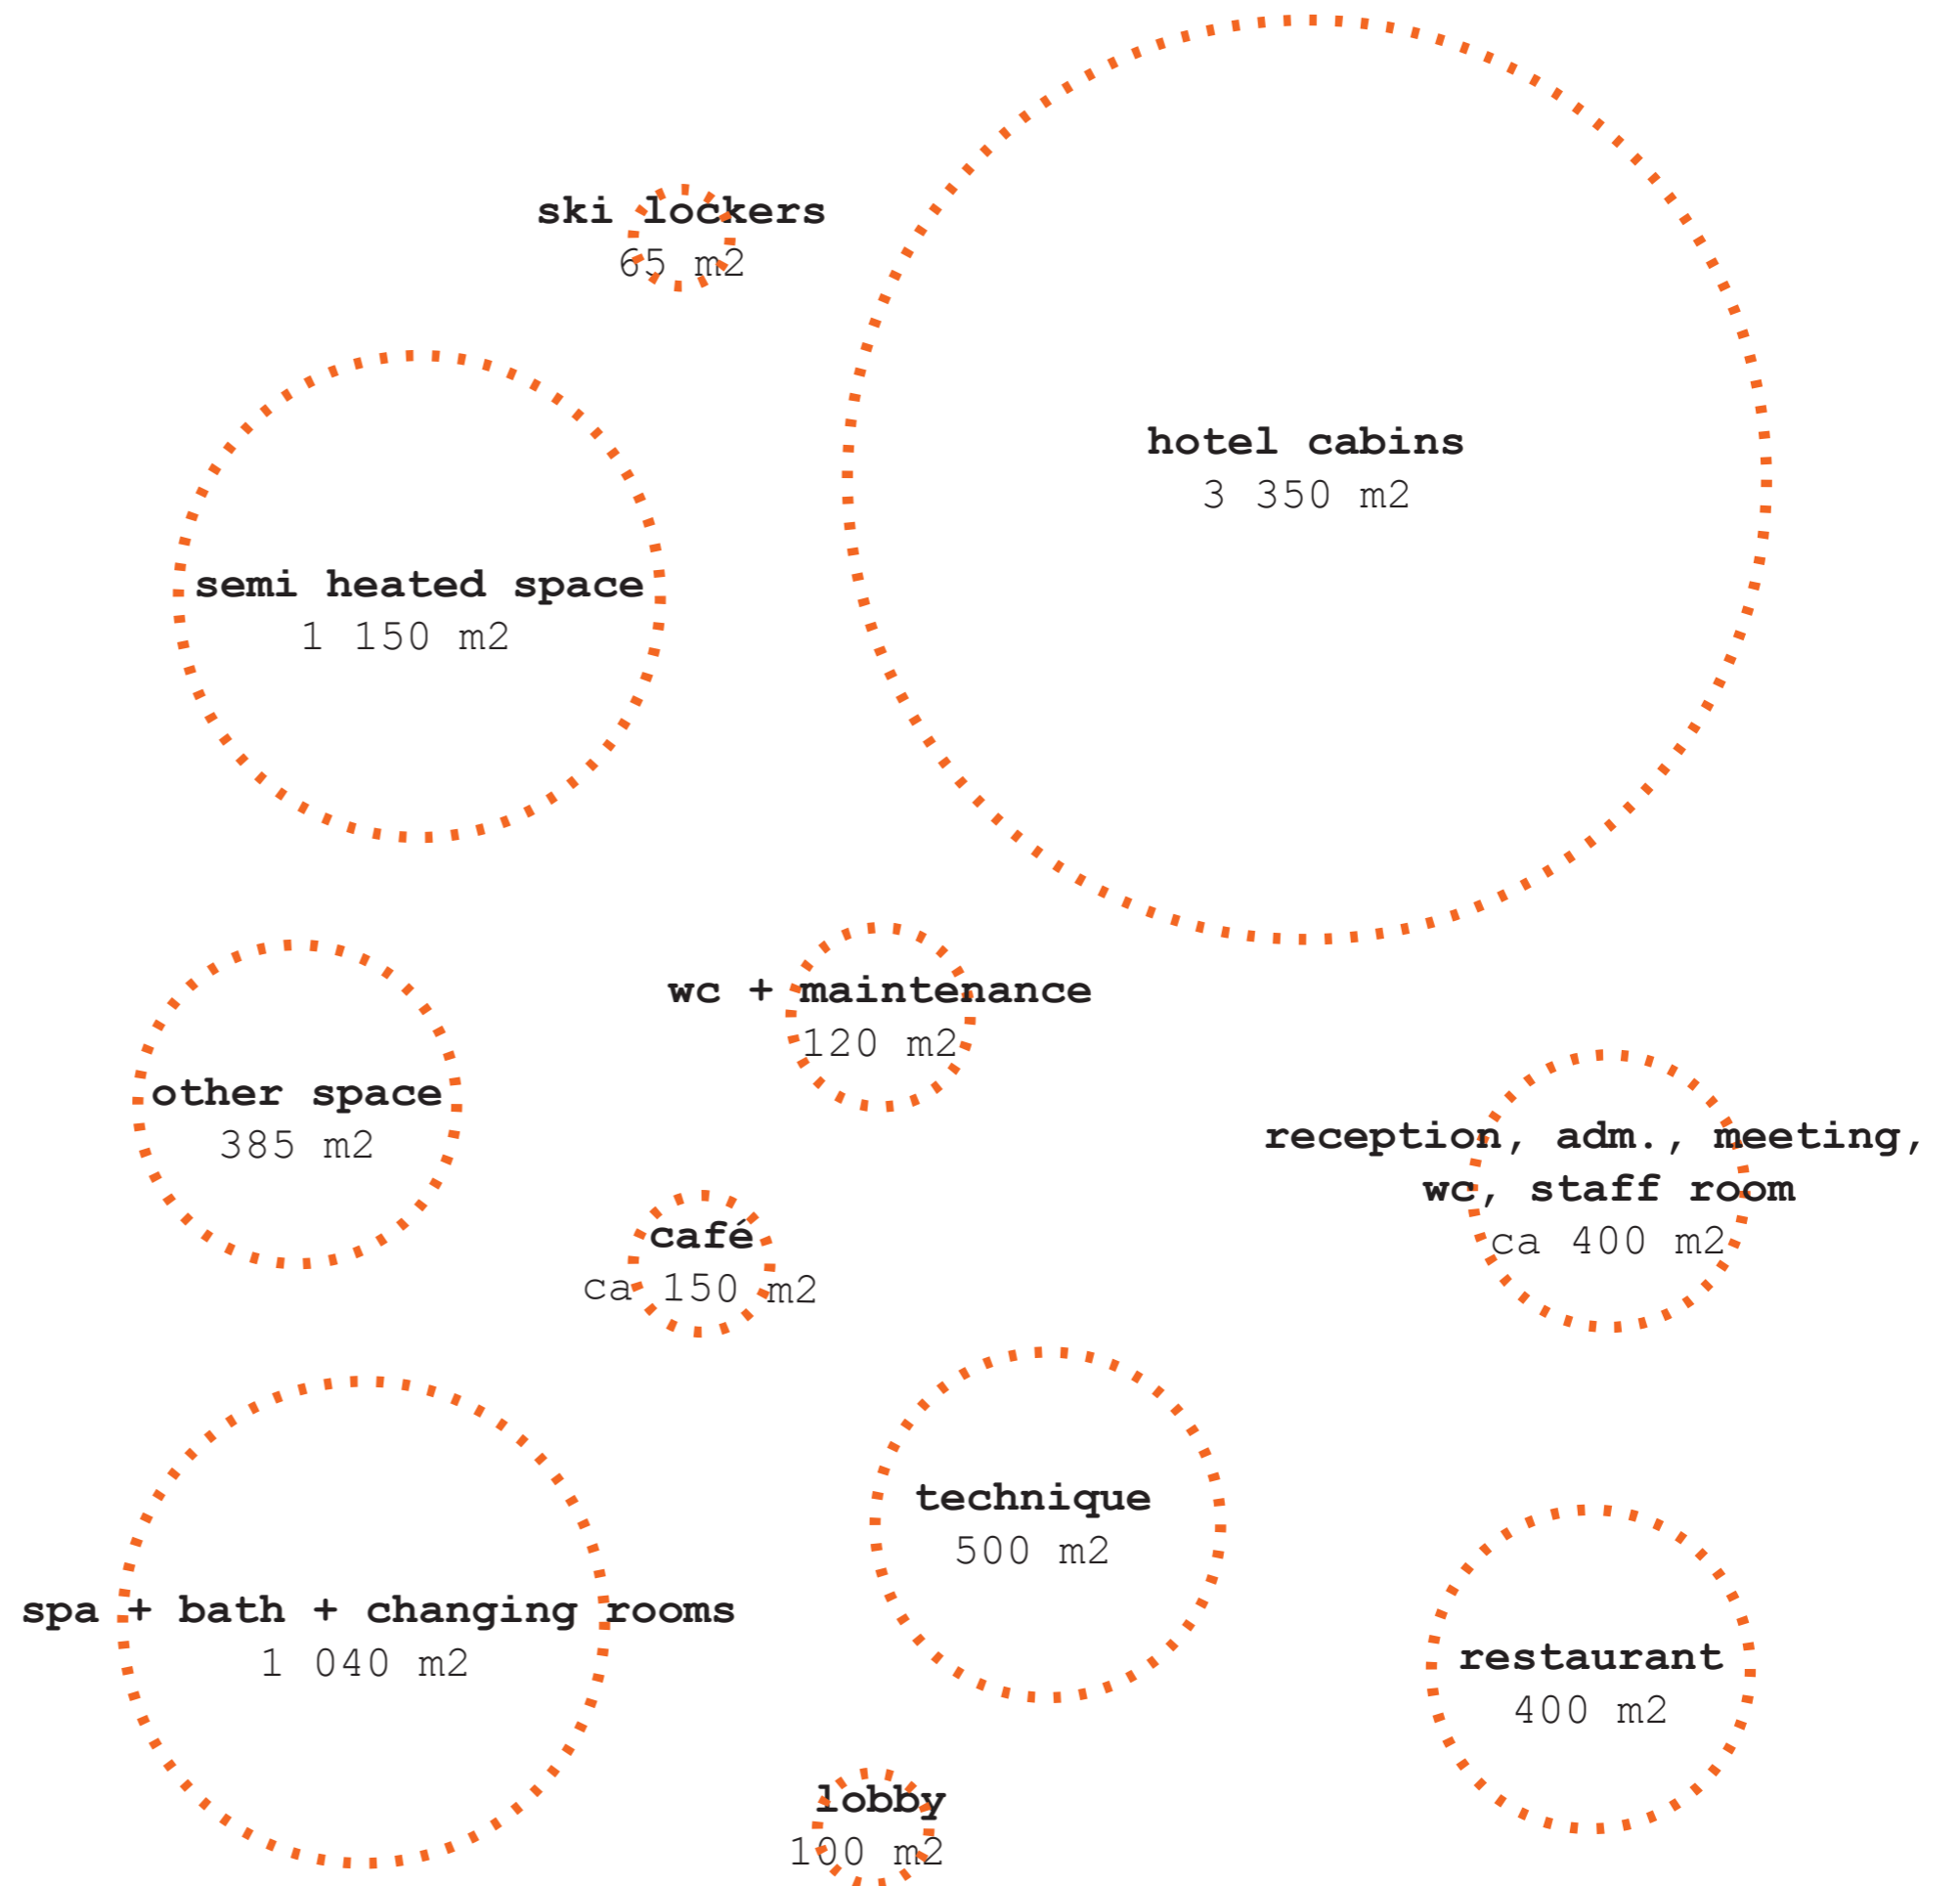 ski lockers
65 m2
hotel cabins
3 350 m2
semi heated space
1 150 m2
wc + maintenance
120 m2
other space
385 m2
reception, adm., meeting,
wc, staff room
ca 400 m2
café
ca 150 m2
technique
500 m2
spa + bath + changing rooms
1 040 m2
restaurant
400 m2
lobby
100 m2